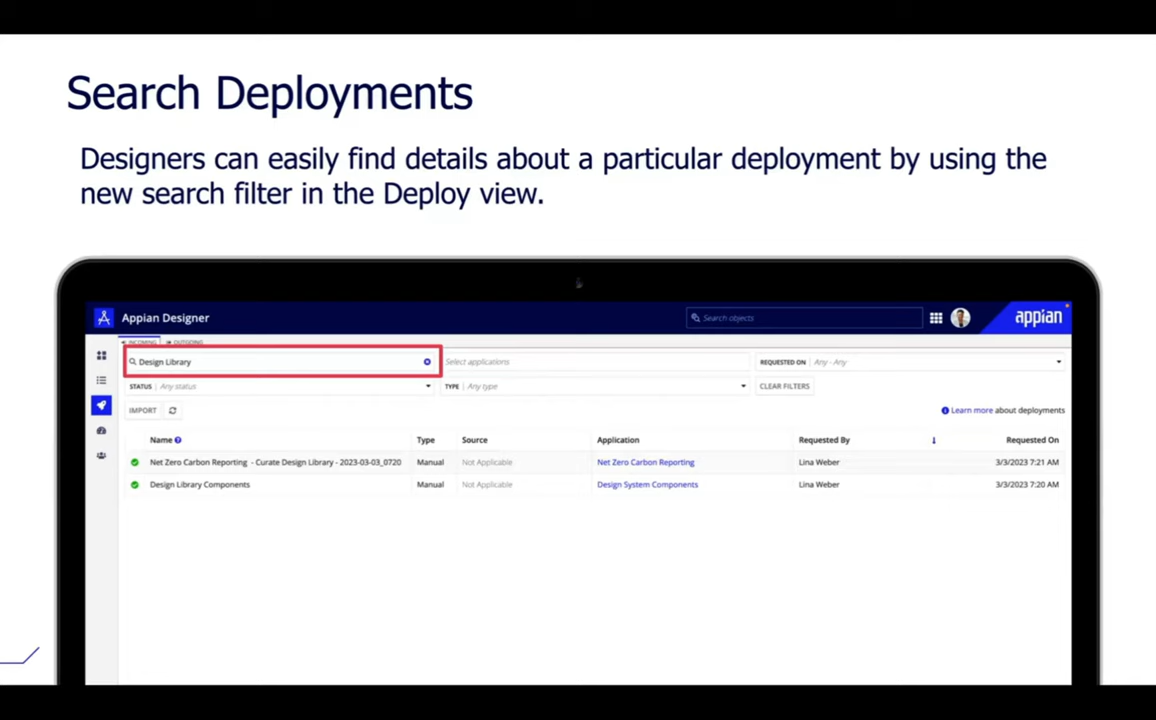 Search Deployments
Designers can easily find details about a particular deployment by using the
new search filter in the Deploy view.
Appian Designer
Search objects
appian
INCOMING OUTGOING
Design Library
Select applications
REQUESTED ON Any - Any
STATUS Any status
TYPE Any type
CLEAR FILTERS
IMPORT
Learn more about deployments
Name Type Source Application Requested By Requested On
Net Zero Carbon Reporting - Curate Design Library - 2023-03-03_0720 Manual Not Applicable Net Zero Carbon Reporting Lina Weber 3/3/2023 7:21 AM
Design Library Components Manual Not Applicable Design System Components Lina Weber 3/3/2023 7:20 AM